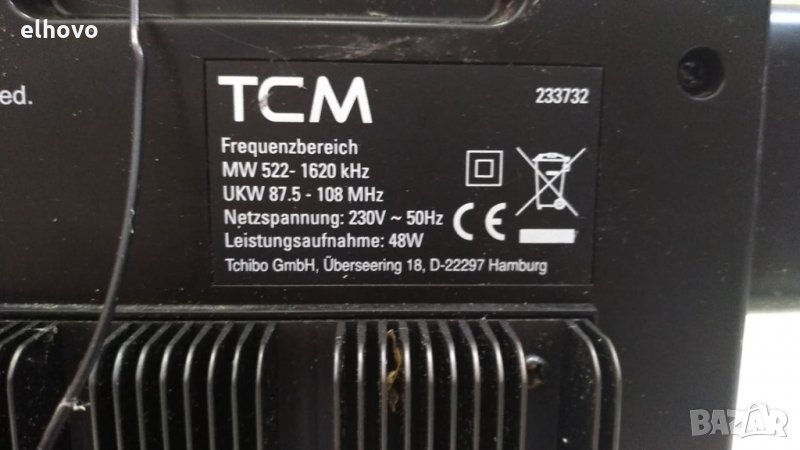 elhovo
ed.
TCM 233732
Frequenzbereich
MW 522- 1620 kHz
UKW 87.5 - 108 MHz
Netzspannung: 230V ~ 50Hz
Leistungsaufnahme: 48W
CE
Tchibo GmbH, Überseering 18, D-22297 Hamburg
BAZAR